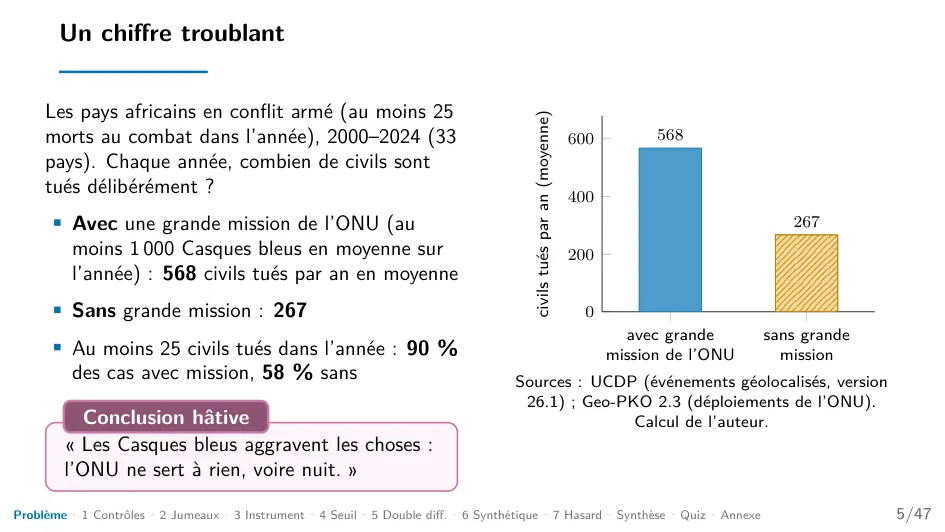 Un chiffre troublant
Les pays africains en conflit armé (au moins 25
morts au combat dans l'année), 2000–2024 (33
pays). Chaque année, combien de civils sont
tués délibérément ?
Avec une grande mission de l'ONU (au
moins 1 000 Casques bleus en moyenne sur
l'année) : 568 civils tués par an en moyenne
Sans grande mission : 267
Au moins 25 civils tués dans l'année : 90 %
des cas avec mission, 58 % sans
Conclusion hâtive
« Les Casques bleus aggravent les choses :
l'ONU ne sert à rien, voire nuit. »
civils tués par an (moyenne)
600
400
200
0
568
267
avec grande
mission de l'ONU
sans grande
mission
Sources : UCDP (événements géolocalisés, version
26.1) ; Geo-PKO 2.3 (déploiements de l'ONU).
Calcul de l'auteur.
Problème · 1 Contrôles · 2 Jumeaux · 3 Instrument · 4 Seuil · 5 Double diff. · 6 Synthétique · 7 Hasard · Synthèse · Quiz · Annexe
5/47